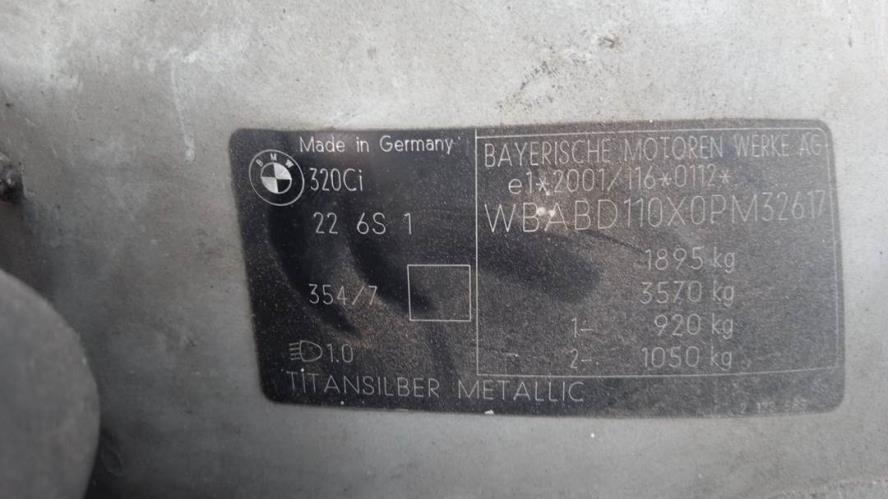 Made in Germany
BMW
320Ci
22 6S 1
354/7
1.0
TITANSILBER METALLIC
BAYERISCHE MOTOREN WERKE AG
e1*2001/116*0112*
WBABD110X0PM32617
1895 kg
3570 kg
1- 920 kg
2- 1050 kg